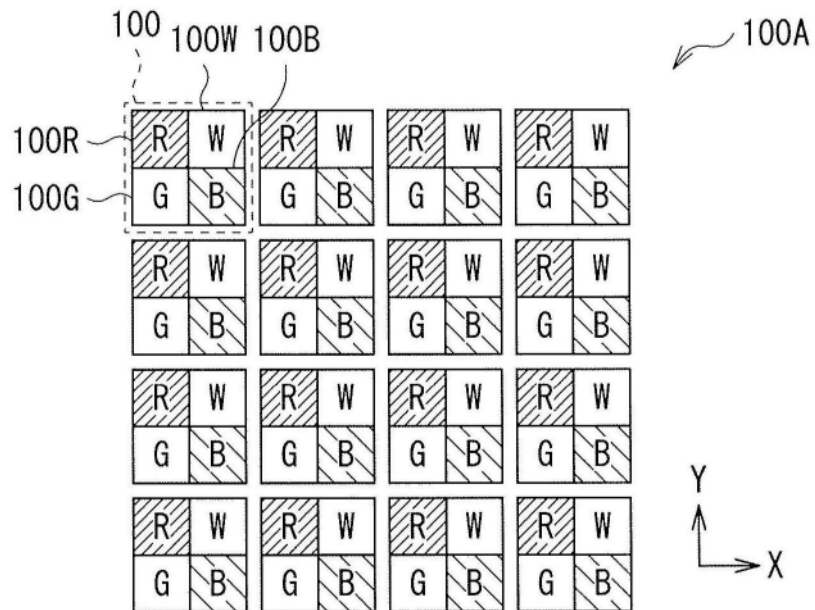 100 100W 100B 100A
100R R W R W R W R W
100G G B G B G B G B
R W R W R W R W
G B G B G B G B
R W R W R W R W
G B G B G B G B
Y
R W R W R W R W
X
G B G B G B G B